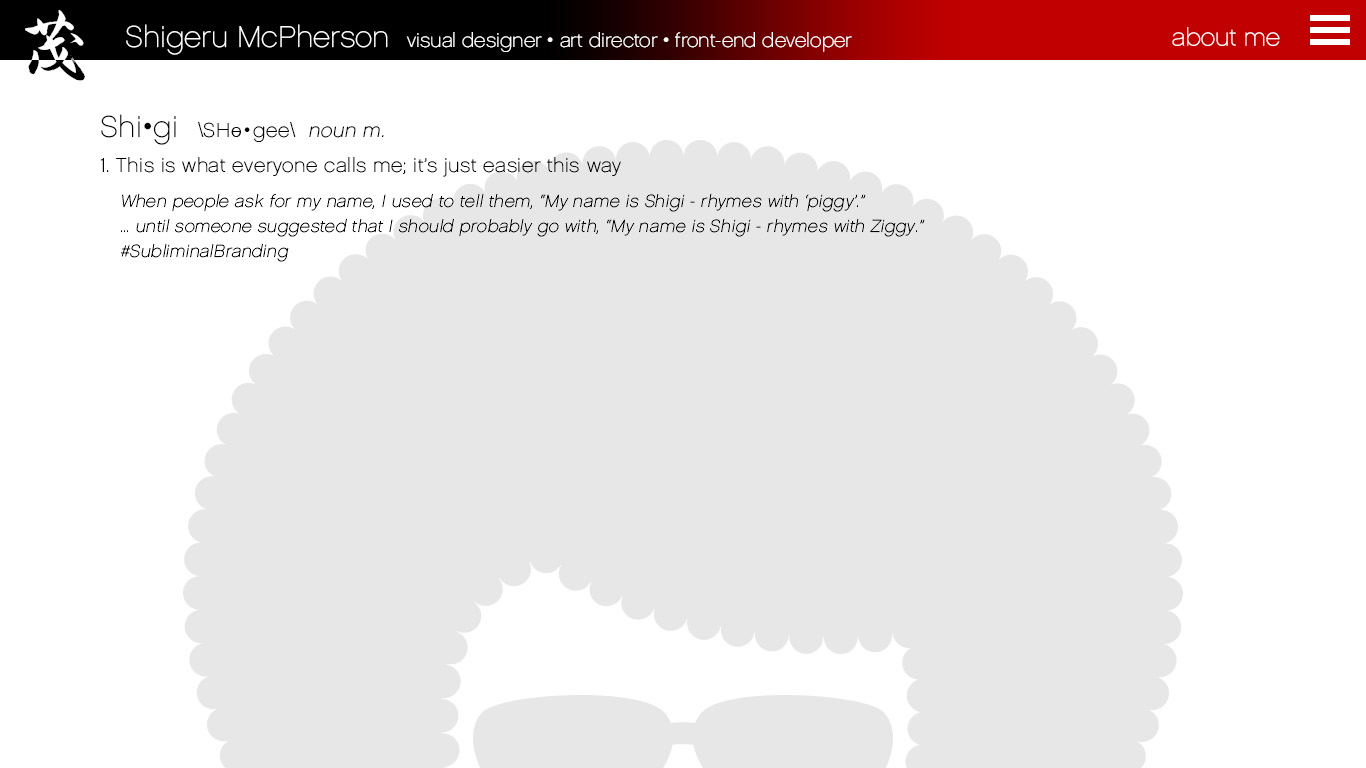 茂
Shigeru McPherson visual designer • art director • front-end developer
about me
Shi•gi \SHɵ•gee\ noun m.
1. This is what everyone calls me; it's just easier this way
When people ask for my name, I used to tell them, "My name is Shigi - rhymes with 'piggy'."
... until someone suggested that I should probably go with, "My name is Shigi - rhymes with Ziggy."
#SubliminalBranding